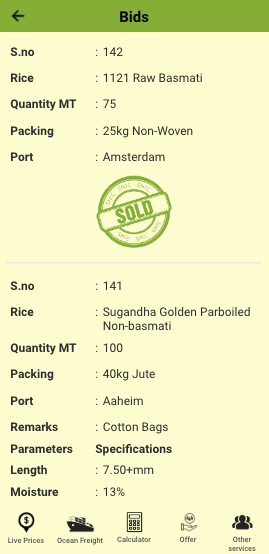 Bids
S.no : 142
Rice : 1121 Raw Basmati
Quantity MT : 75
Packing : 25kg Non-Woven
Port : Amsterdam
SOLD
S.no : 141
Rice : Sugandha Golden Parboiled
Non-basmati
Quantity MT : 100
Packing : 40kg Jute
Port : Aaheim
Remarks : Cotton Bags
Parameters Specifications
Length : 7.50+mm
Moisture : 13%
Live Prices Ocean Freight Calculator Offer Other
services